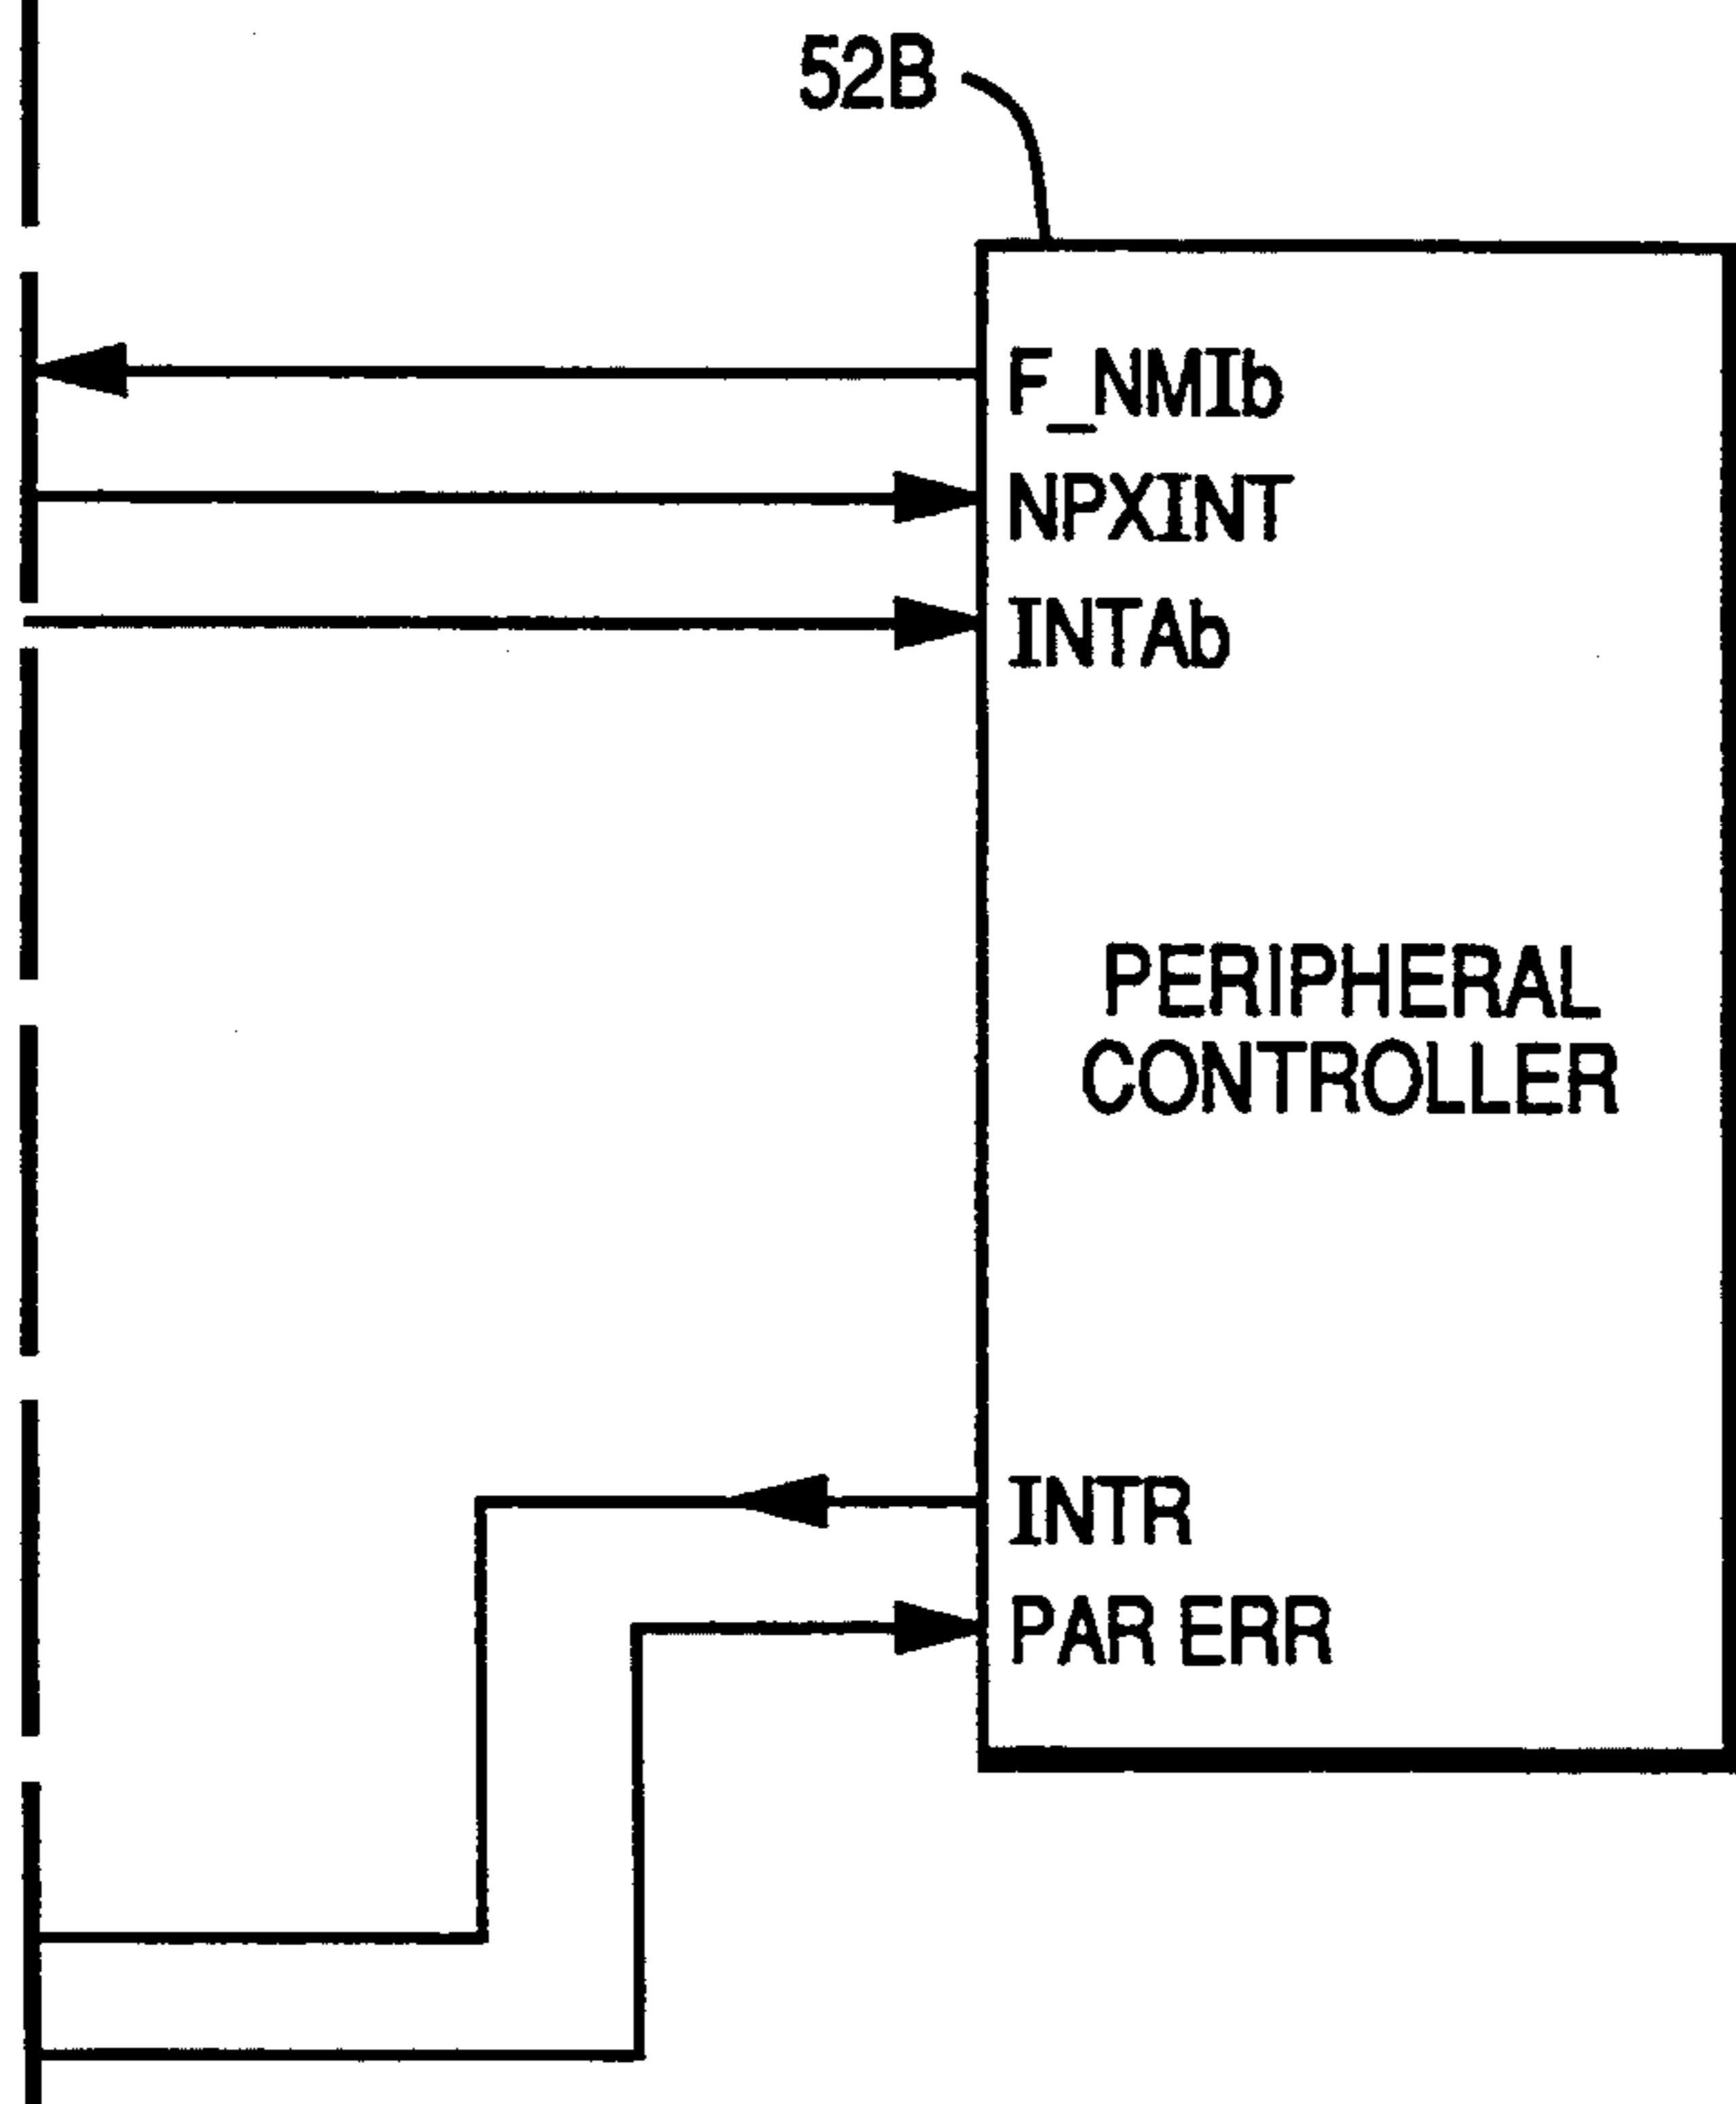 52B
F_NMIb
NPXINT
INTAb
PERIPHERAL
CONTROLLER
INTR
PAR ERR